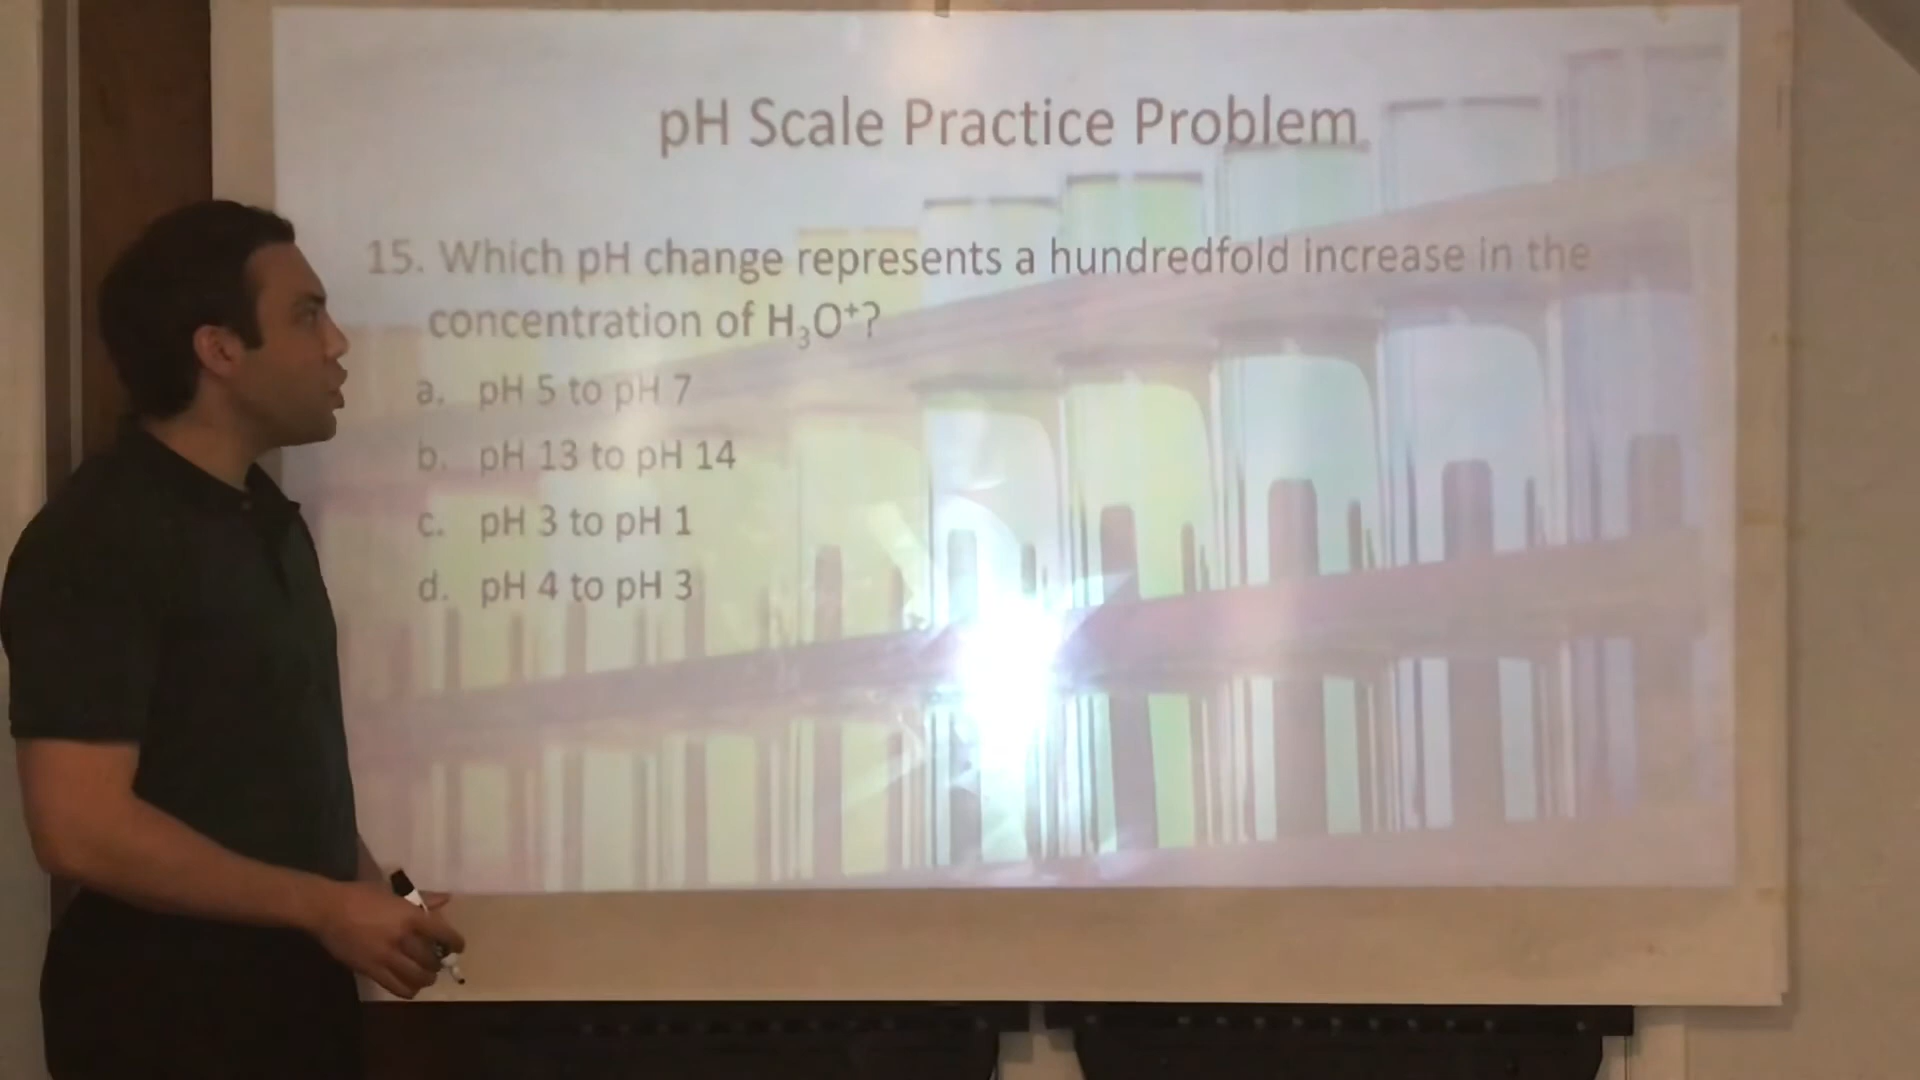 pH Scale Practice Problem
15. Which pH change represents a hundredfold increase in the
concentration of H₃O⁺?
a. pH 5 to pH 7
b. pH 13 to pH 14
c. pH 3 to pH 1
d. pH 4 to pH 3